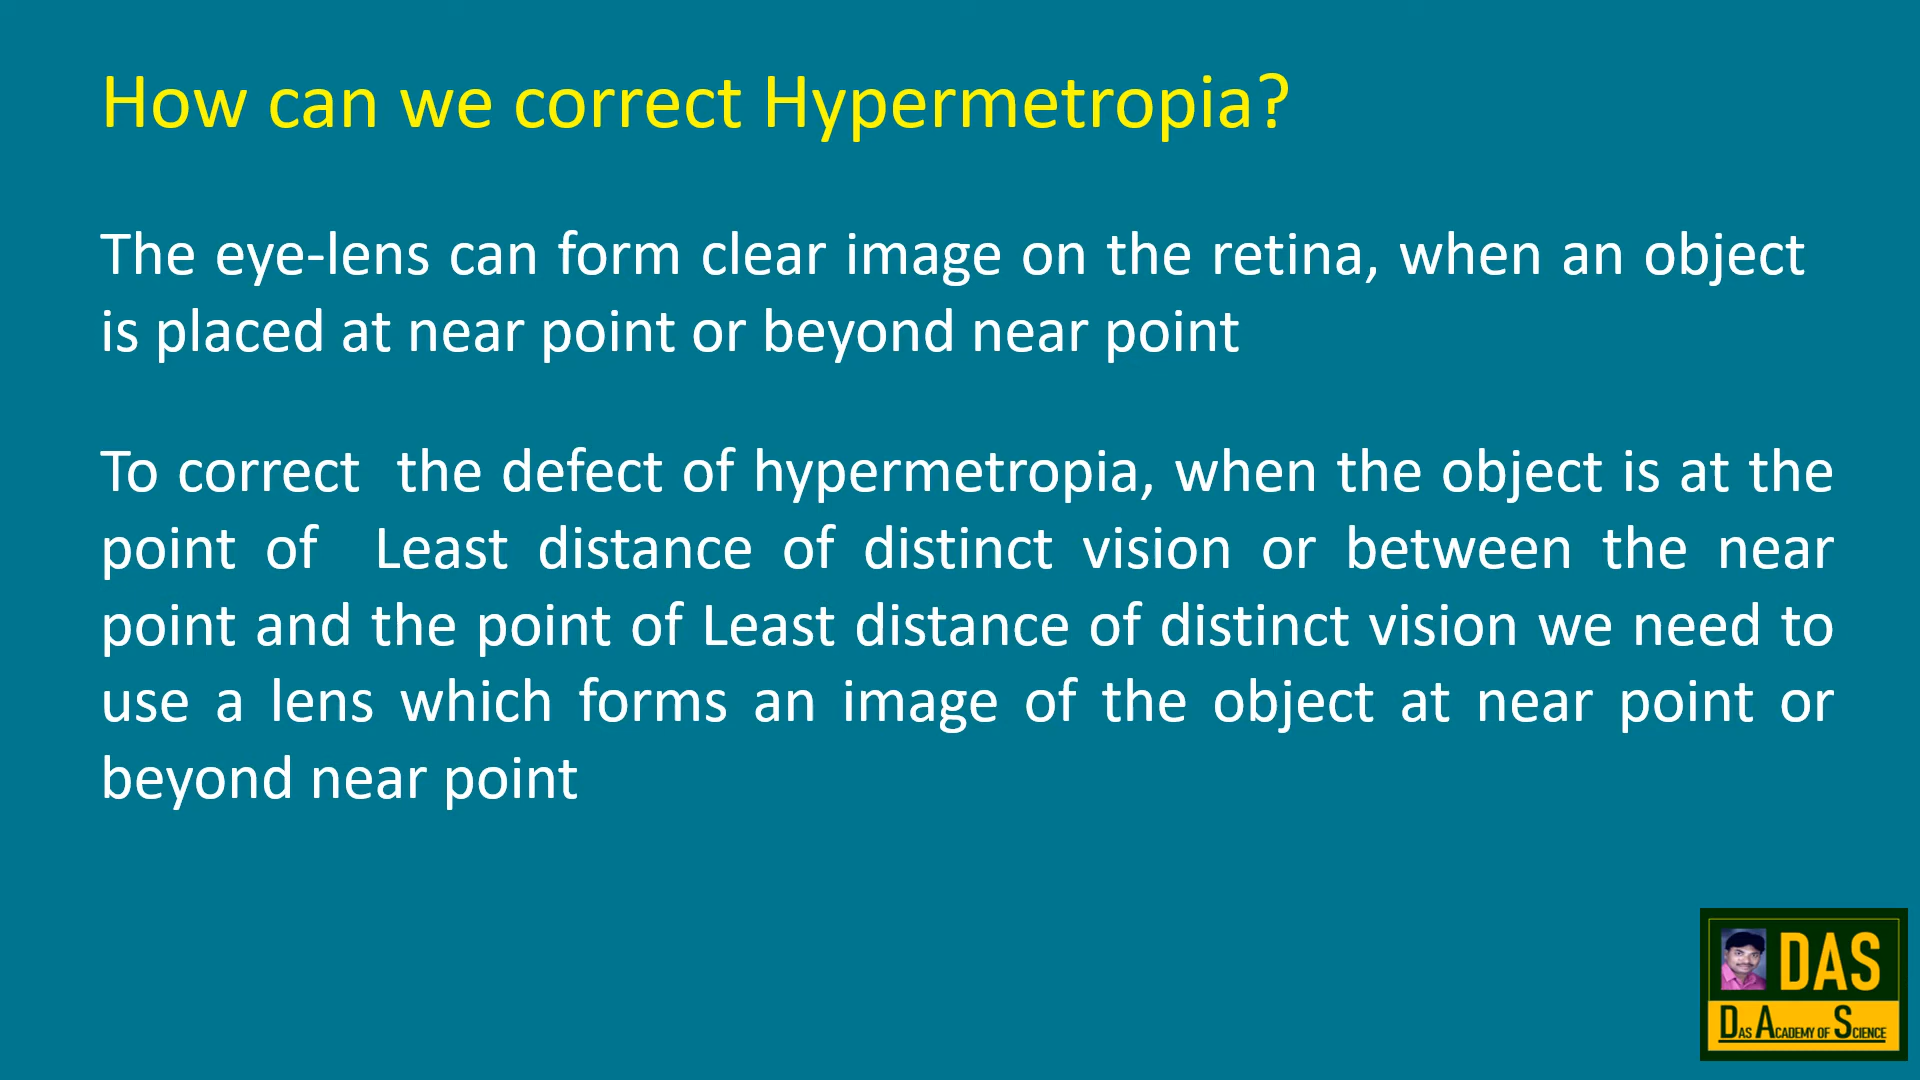 How can we correct Hypermetropia?
The eye-lens can form clear image on the retina, when an object
is placed at near point or beyond near point
To correct the defect of hypermetropia, when the object is at the
point of Least distance of distinct vision or between the near
point and the point of Least distance of distinct vision we need to
use a lens which forms an image of the object at near point or
beyond near point
DAS
DAS ACADEMY OF SCIENCE